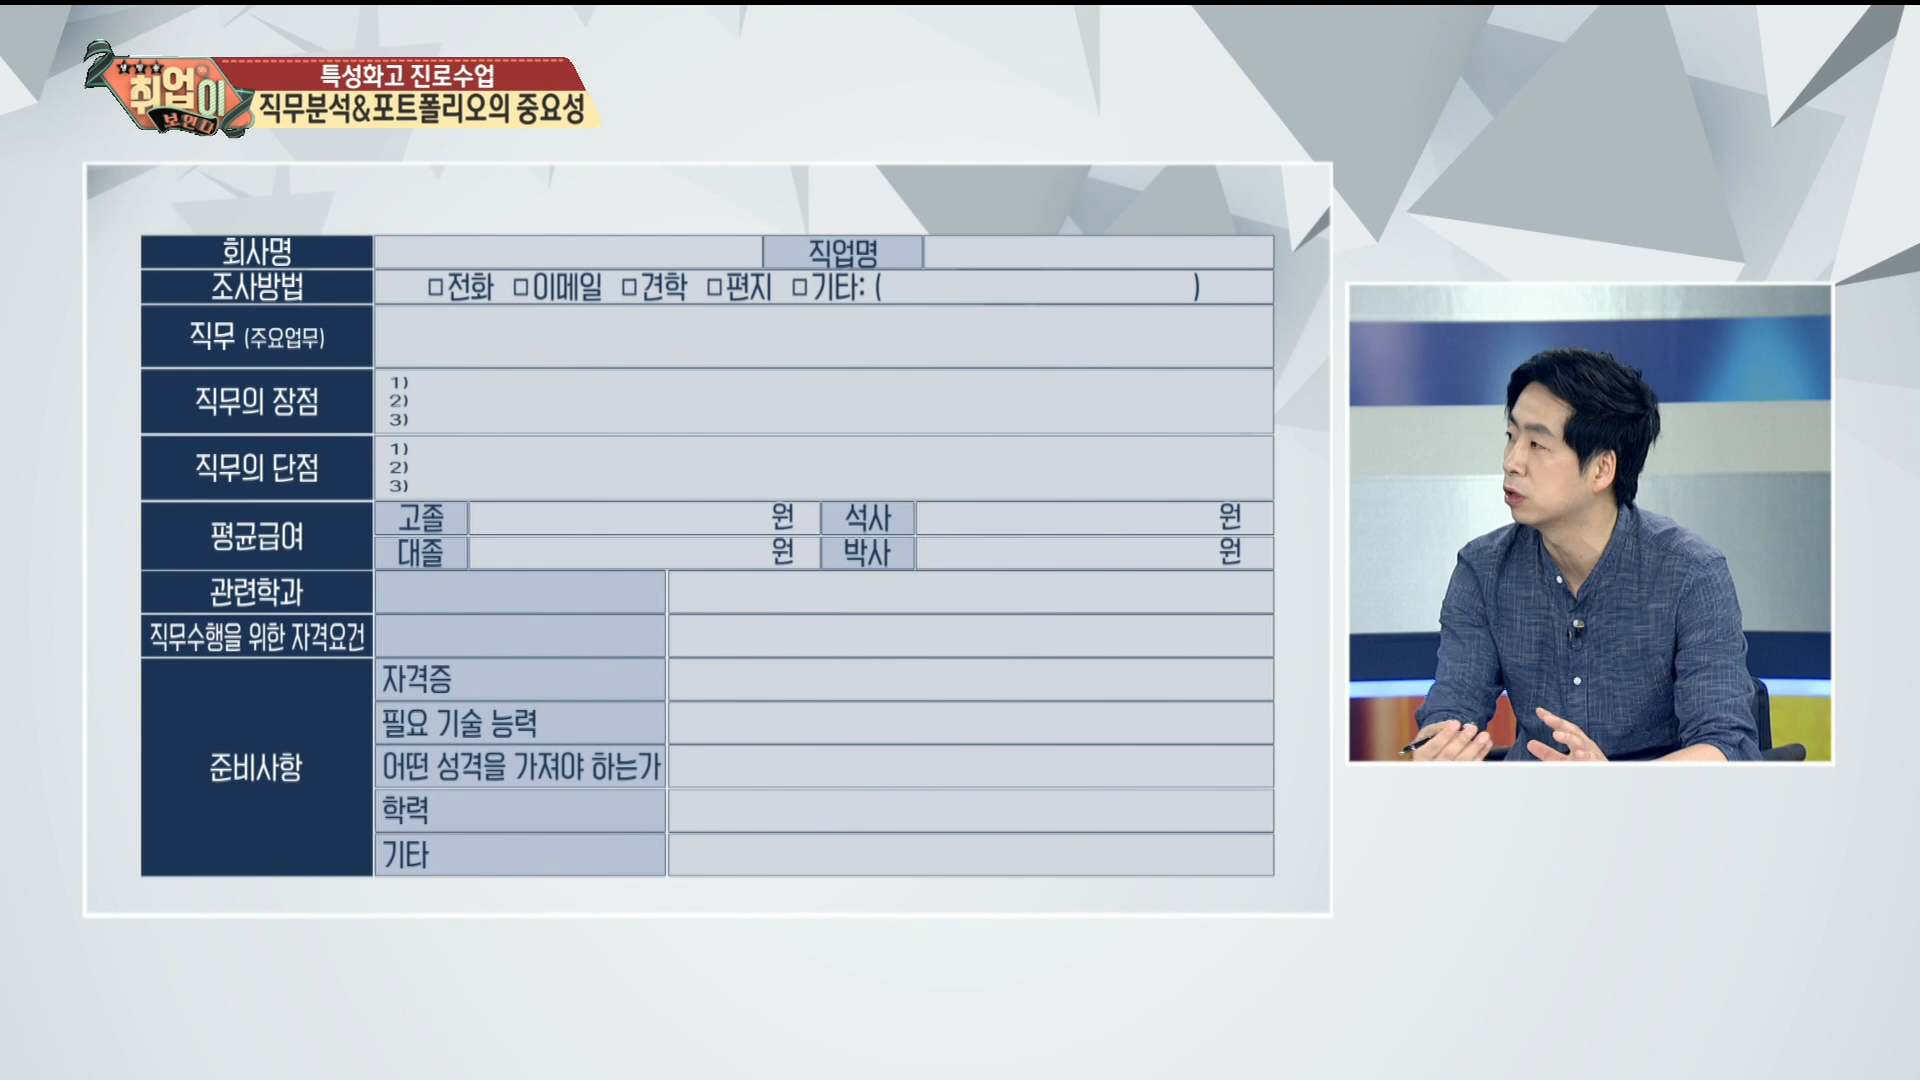 취업이
보인다
특성화고 진로수업
직무분석&포트폴리오의 중요성
회사명 직업명
조사방법 □전화 □이메일 □견학 □편지 □기타: ( )
직무 (주요업무)
직무의 장점 1)
2)
3)
직무의 단점 1)
2)
3)
평균급여 고졸 원 석사 원
대졸 원 박사 원
관련학과
직무수행을 위한 자격요건
준비사항 자격증
필요 기술 능력
어떤 성격을 가져야 하는가
학력
기타